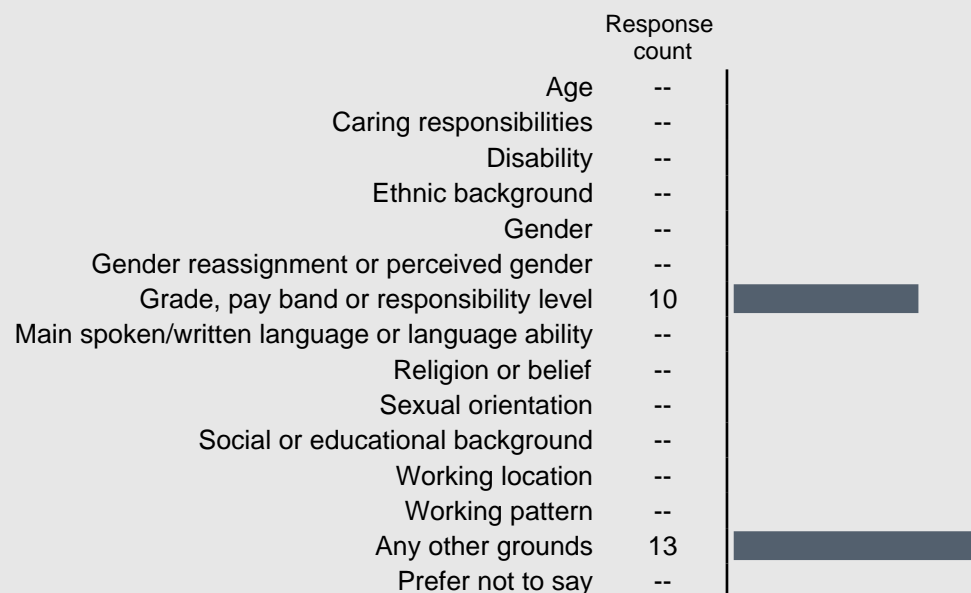 Response
count
Age --
Caring responsibilities --
Disability --
Ethnic background --
Gender --
Gender reassignment or perceived gender --
Grade, pay band or responsibility level 10
Main spoken/written language or language ability --
Religion or belief --
Sexual orientation --
Social or educational background --
Working location --
Working pattern --
Any other grounds 13
Prefer not to say --